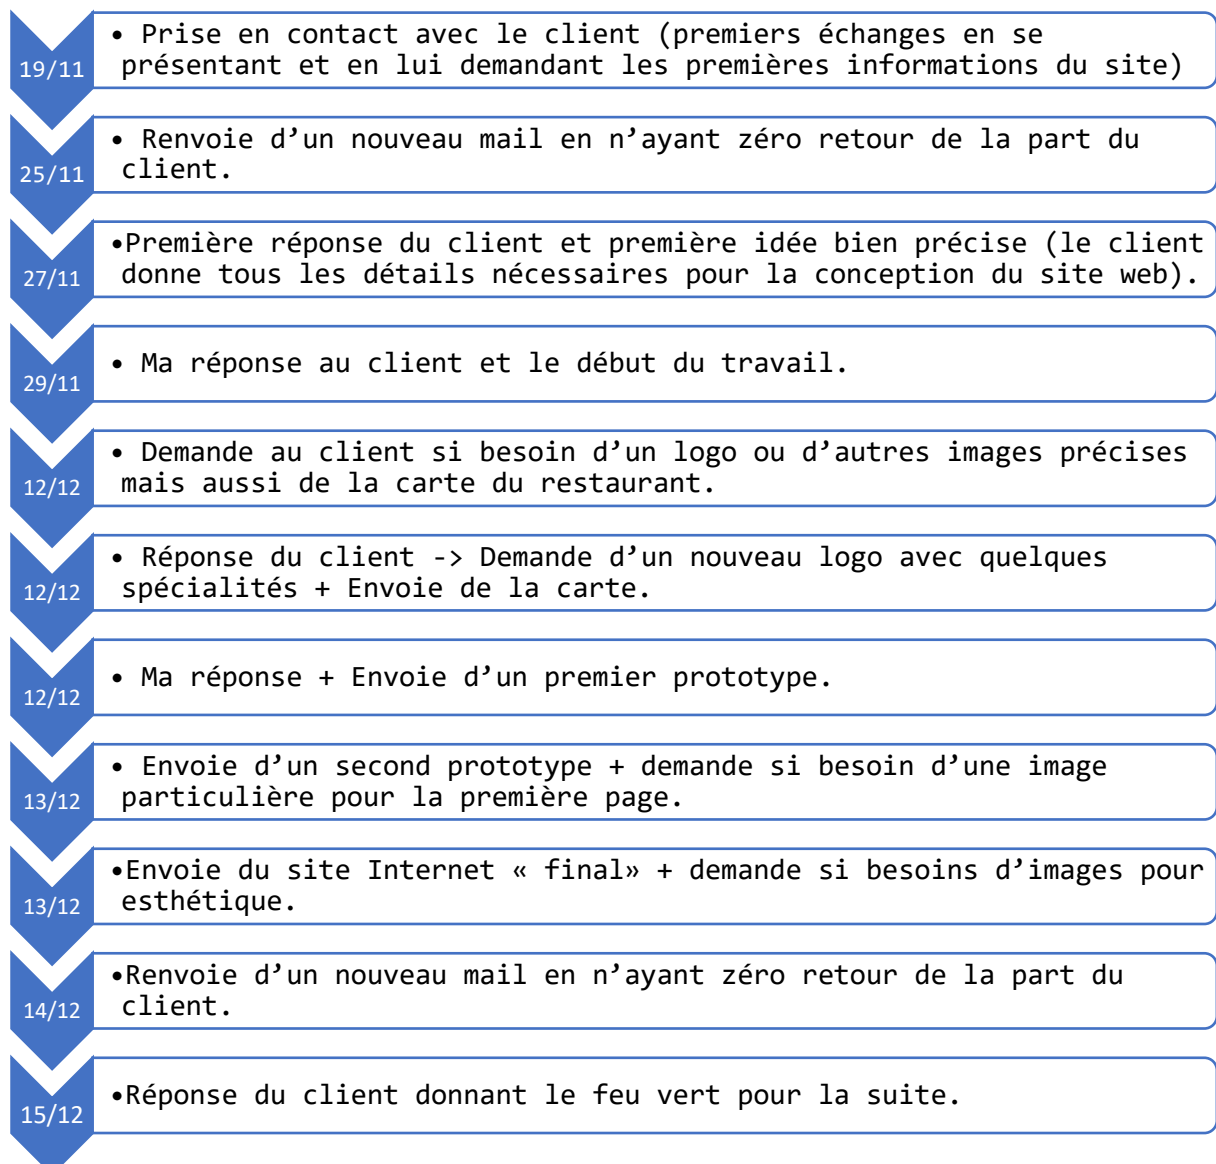 19/11
• Prise en contact avec le client (premiers échanges en se
présentant et en lui demandant les premières informations du site)
25/11
• Renvoie d’un nouveau mail en n’ayant zéro retour de la part du
client.
27/11
•Première réponse du client et première idée bien précise (le client
donne tous les détails nécessaires pour la conception du site web).
29/11
• Ma réponse au client et le début du travail.
12/12
• Demande au client si besoin d’un logo ou d’autres images précises
mais aussi de la carte du restaurant.
12/12
• Réponse du client -> Demande d’un nouveau logo avec quelques
spécialités + Envoie de la carte.
12/12
• Ma réponse + Envoie d’un premier prototype.
13/12
• Envoie d’un second prototype + demande si besoin d’une image
particulière pour la première page.
13/12
•Envoie du site Internet « final» + demande si besoins d’images pour
esthétique.
14/12
•Renvoie d’un nouveau mail en n’ayant zéro retour de la part du
client.
15/12
•Réponse du client donnant le feu vert pour la suite.